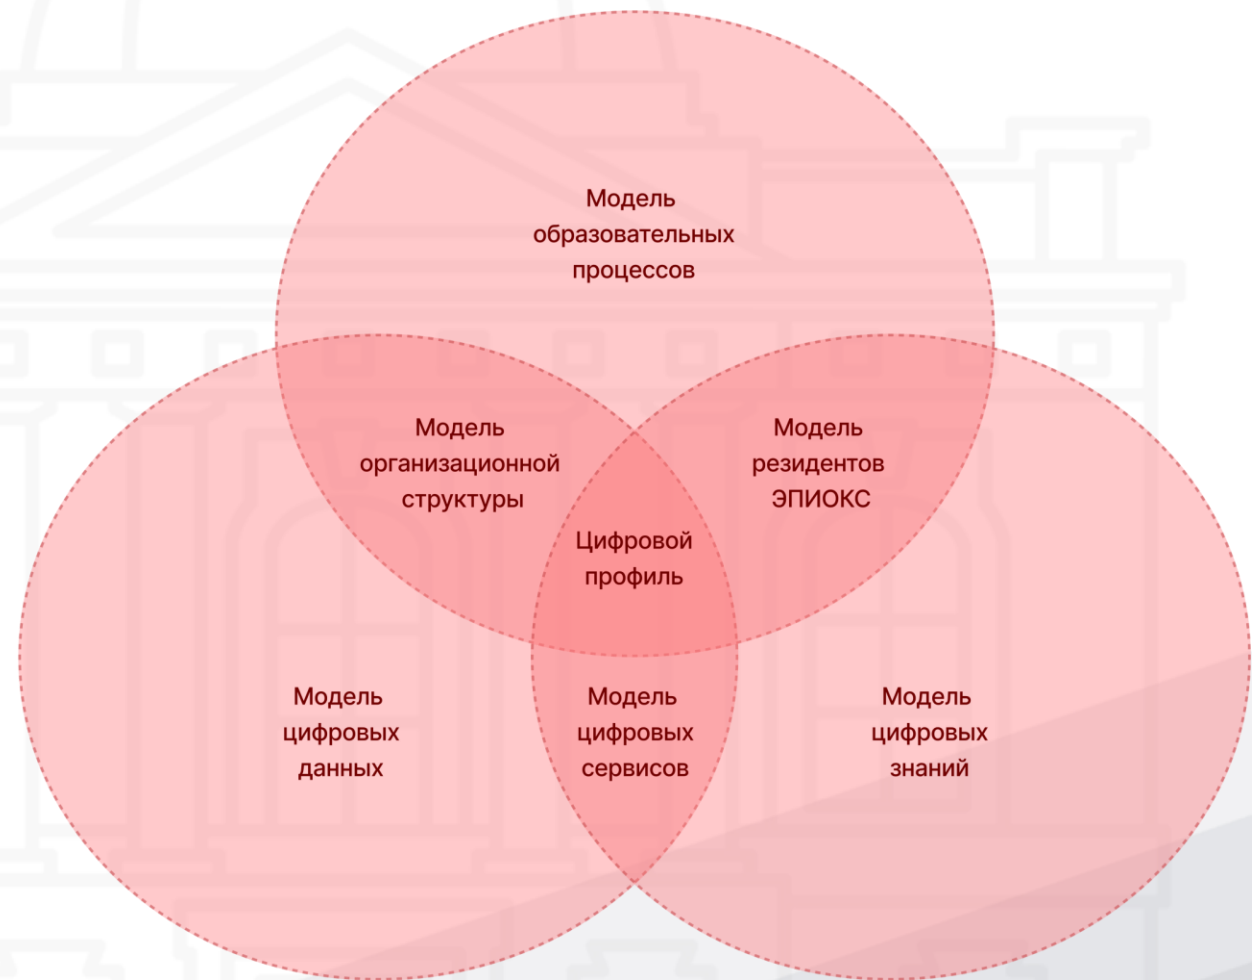 Модель
образовательных
процессов
Модель
организационной
структуры
Модель
резидентов
ЭПИОКС
Цифровой
профиль
Модель
цифровых
данных
Модель
цифровых
сервисов
Модель
цифровых
знаний